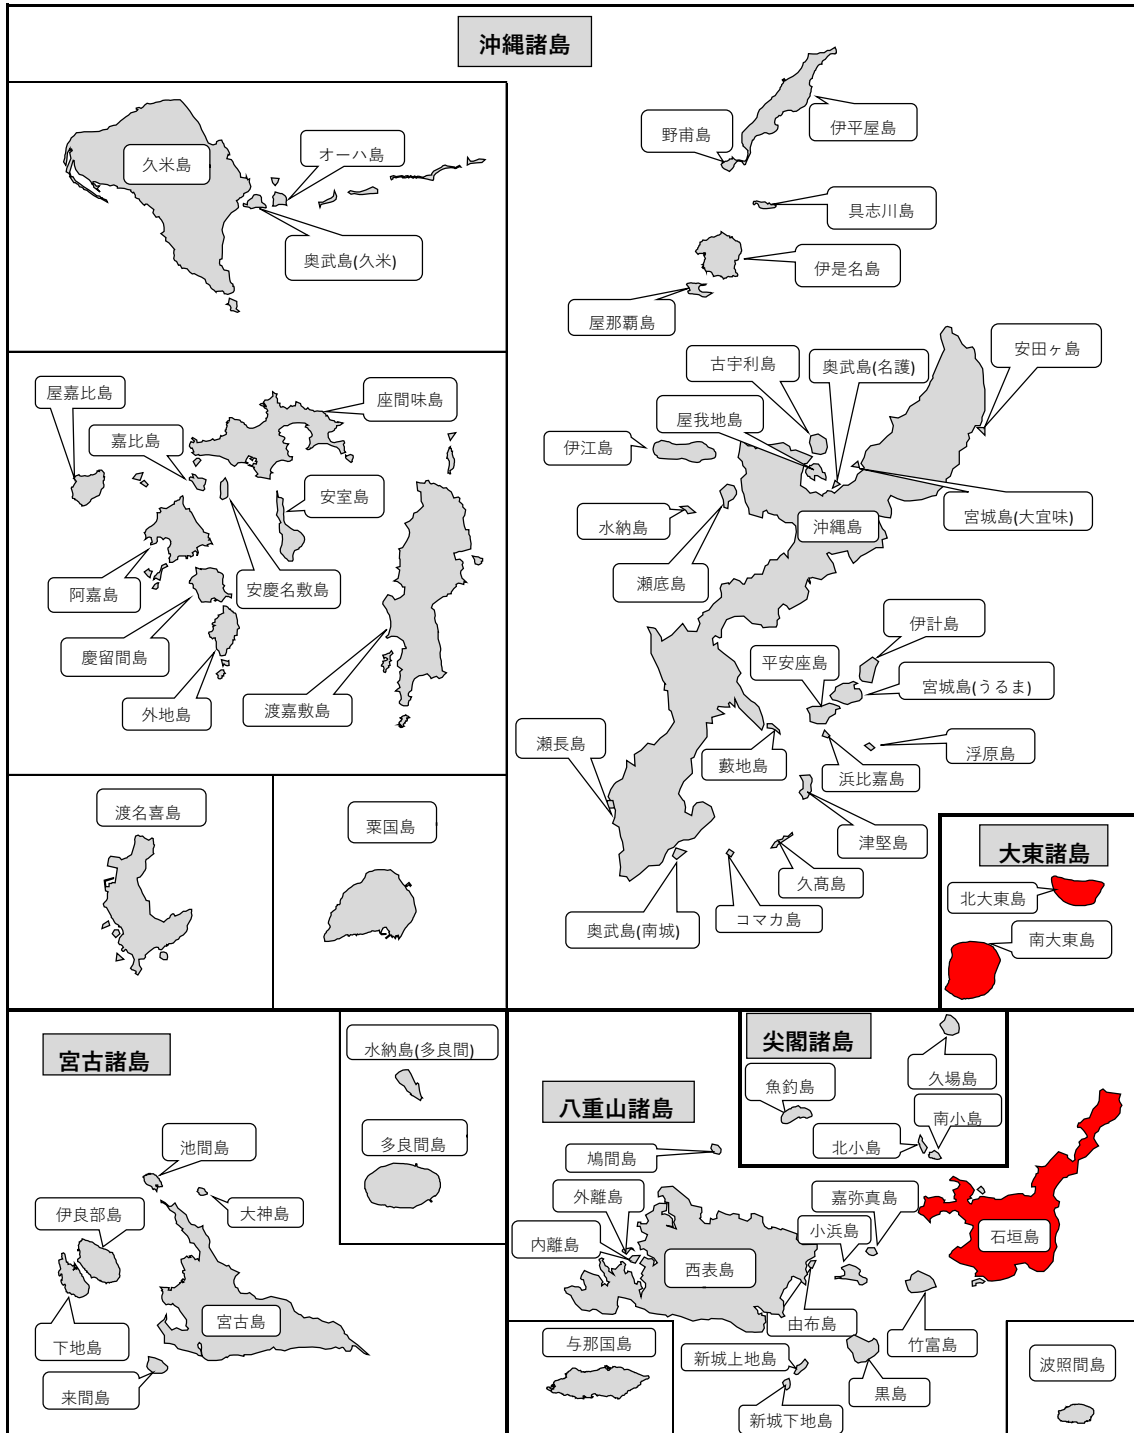 沖縄諸島
久米島
オーハ島
奥武島(久米)
伊平屋島
野甫島
具志川島
伊是名島
屋那覇島
安田ヶ島
古宇利島
奥武島(名護)
屋我地島
伊江島
宮城島(大宜味)
水納島
沖縄島
瀬底島
屋嘉比島
座間味島
嘉比島
安室島
阿嘉島
安慶名敷島
慶留間島
外地島
渡嘉敷島
伊計島
平安座島
宮城島(うるま)
瀬長島
藪地島
浜比嘉島
浮原島
津堅島
久髙島
コマカ島
奥武島(南城)
渡名喜島
粟国島
大東諸島
北大東島
南大東島
宮古諸島
水納島(多良間)
多良間島
池間島
大神島
伊良部島
宮古島
下地島
来間島
八重山諸島
尖閣諸島
久場島
魚釣島
南小島
北小島
鳩間島
外離島
嘉弥真島
小浜島
内離島
西表島
石垣島
由布島
竹富島
与那国島
新城上地島
黒島
新城下地島
波照間島